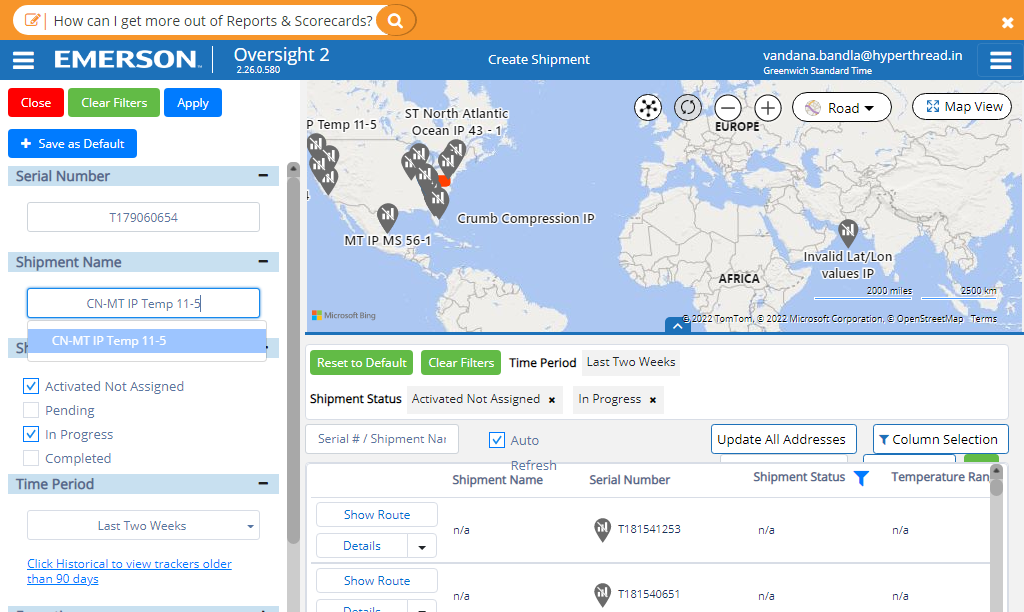 How can I get more out of Reports & Scorecards?
EMERSON
Oversight 2
2.26.0.580
Create Shipment
vandana.bandla@hyperthread.in
Greenwich Standard Time
Close
Clear Filters
Apply
Save as Default
Serial Number
T179060654
Shipment Name
CN-MT IP Temp 11-5
CN-MT IP Temp 11-5
Activated Not Assigned
Pending
In Progress
Completed
Time Period
Last Two Weeks
Click Historical to view trackers older
than 90 days
P Temp 11-5
ST North Atlantic
Ocean IP 43 - 1
Road
Map View
EUROPE
Crumb Compression IP
MT IP MS 56-1
Invalid Lat/Lon
values IP
AFRICA
2000 miles
2500 km
Microsoft Bing
© 2022 TomTom, © 2022 Microsoft Corporation, © OpenStreetMap Terms
Reset to Default
Clear Filters
Time Period
Last Two Weeks
Shipment Status
Activated Not Assigned ×
In Progress ×
Serial # / Shipment Nar
Auto
Refresh
Update All Addresses
Column Selection
Shipment Name
Serial Number
Shipment Status
Temperature Ran
Show Route
Details
n/a
T181541253
n/a
n/a
Show Route
Details
n/a
T181540651
n/a
n/a